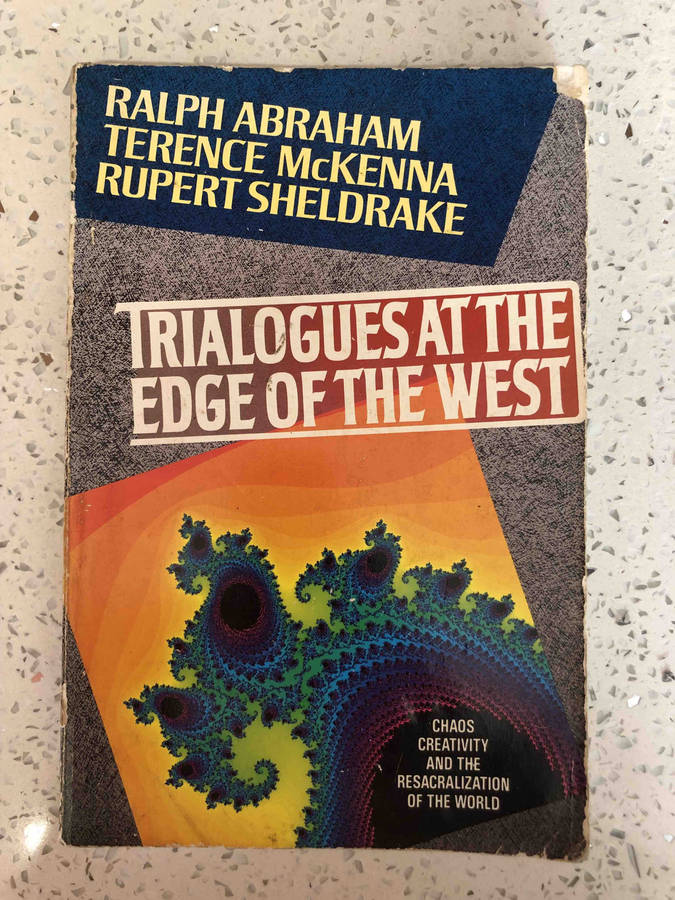 RALPH ABRAHAM
TERENCE McKENNA
RUPERT SHELDRAKE
TRIALOGUES AT THE
EDGE OF THE WEST
CHAOS
CREATIVITY
AND THE
RESACRALIZATION
OF THE WORLD